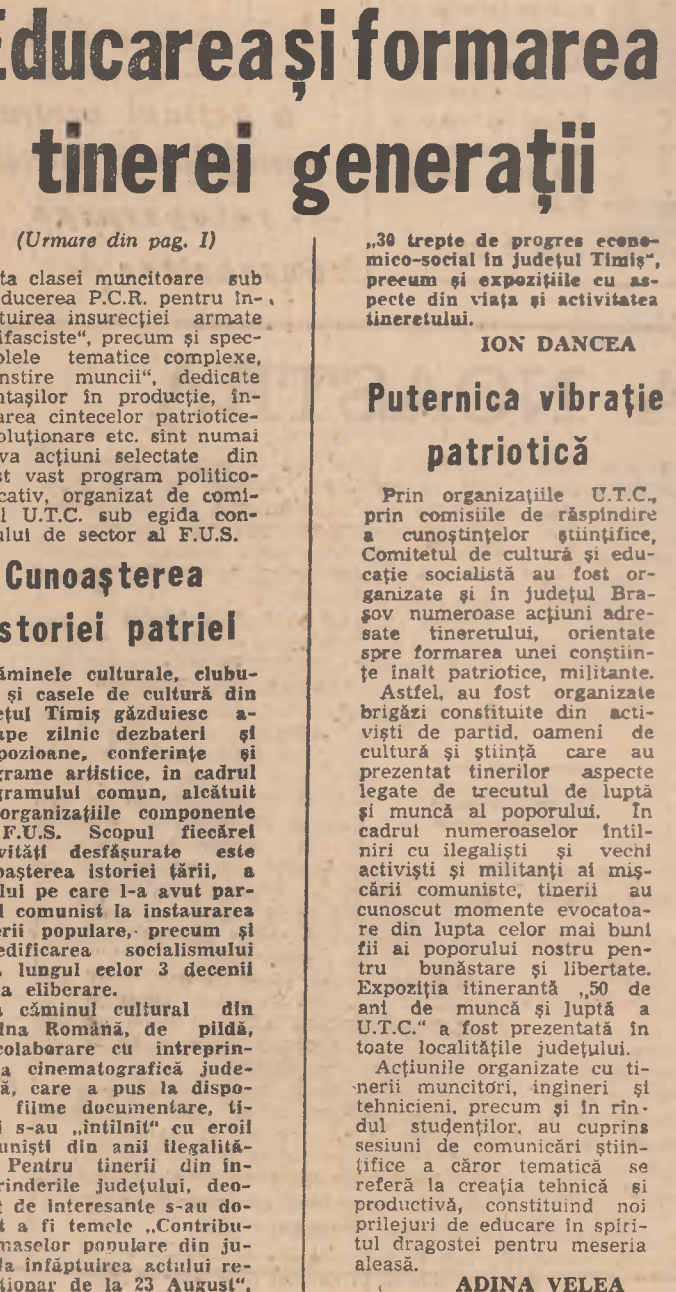 Educarea și formarea
tinerei generații
(Urmare din pag. I)
ta clasei muncitoare sub
ducerea P.C.R. pentru în-
tuirea insurecției armate
ifasciste“, precum și spec-
olele tematice complexe,
nstire muncii“, dedicate
ntașilor în producție, în-
area cîntecelor patriotice-
oluționare etc. sînt numai
va acțiuni selectate din
st vast program politico-
cativ, organizat de comi-
l U.T.C. sub egida con-
ului de sector al F.U.S.
Cunoașterea
storiei patriei
ăminele culturale, clubu-
și casele de cultură din
ețul Timiș găzduiesc a-
ape zilnic dezbateri și
pozioane, conferințe și
grame artistice, în cadrul
gramului comun, alcătuit
organizațiile componente
F.U.S. Scopul fiecărei
vități desfășurate este
oașterea istoriei țării, a
lui pe care l-a avut par-
l comunist la instaurarea
erii populare, precum și
edificarea socialismului
lungul celor 3 decenii
a eliberare.
a căminul cultural din
ina Română, de pildă,
colaborare cu întreprin-
a cinematografică jude-
ă, care a pus la dispo-
filme documentare, ti-
i s-au „întîlnit“ cu eroii
uniști din anii ilegalită-
Pentru tinerii din în-
rinderile județului, deo-
t de interesante s-au do-
t a fi temele „Contribu-
maselor populare din ju-
la înfăptuirea actului re-
ționar de la 23 August“,
„30 trepte de progres econo-
mico-social în județul Timiș“,
precum și expozițiile cu as-
pecte din viața și activitatea
tineretului.
ION DANCEA
Puternica vibrație
patriotică
Prin organizațiile U.T.C.,
prin comisiile de răspîndire
a cunoștințelor științifice,
Comitetul de cultură și edu-
cație socialistă au fost or-
ganizate și în județul Bra-
șov numeroase acțiuni adre-
sate tineretului, orientate
spre formarea unei conștiin-
țe înalt patriotice, militante.
Astfel, au fost organizate
brigăzi constituite din acti-
viști de partid, oameni de
cultură și știință care au
prezentat tinerilor aspecte
legate de trecutul de luptă
și muncă al poporului. În
cadrul numeroaselor întîl-
niri cu ilegaliști și vechi
activiști și militanți ai miș-
cării comuniste, tinerii au
cunoscut momente evocatoa-
re din lupta celor mai buni
fii ai poporului nostru pen-
tru bunăstare și libertate.
Expoziția itinerantă „50 de
ani de muncă și luptă a
U.T.C.“ a fost prezentată în
toate localitățile județului.
Acțiunile organizate cu ti-
nerii muncitori, ingineri și
tehnicieni, precum și în rîn-
dul studenților, au cuprins
sesiuni de comunicări știin-
țifice a căror tematică se
referă la creația tehnică și
productivă, constituind noi
prilejuri de educare în spiri-
tul dragostei pentru meseria
aleasă.
ADINA VELEA